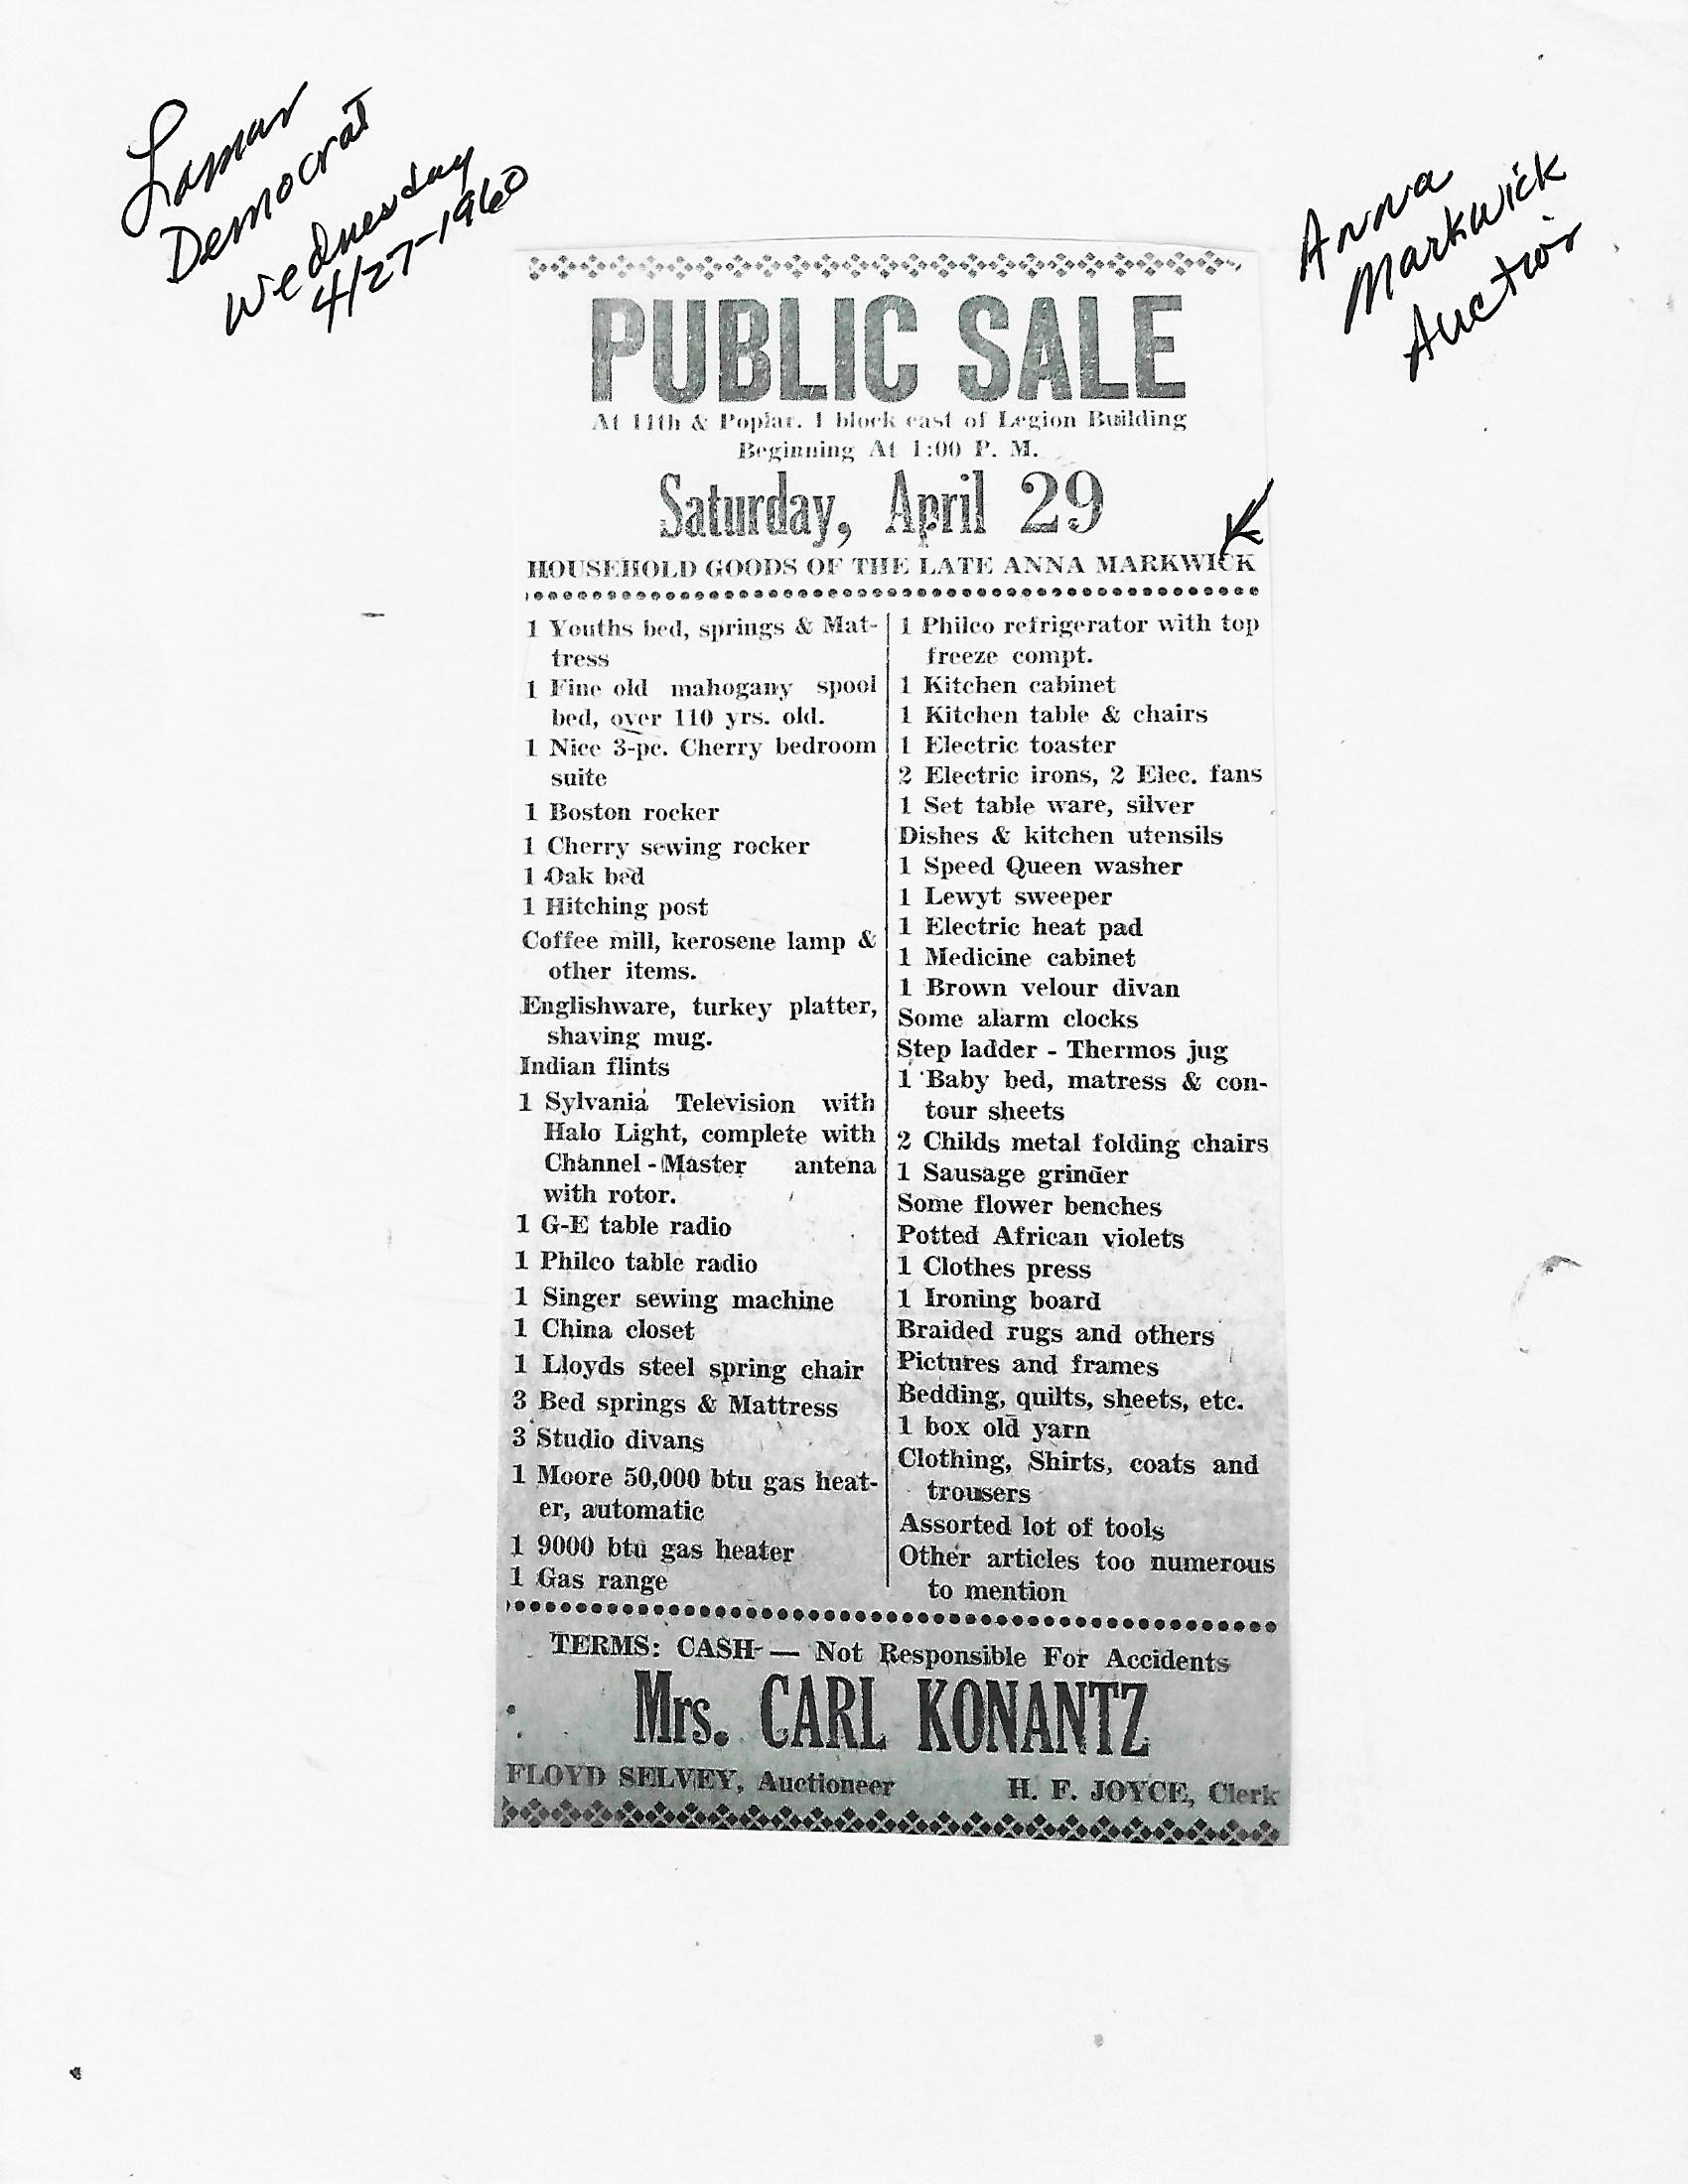 Lamar
Democrat
Wednesday
4/27-1960
Anna
Markwick
Auction
PUBLIC SALE
At 11th & Poplar. 1 block east of Legion Building
Beginning At 1:00 P. M.
Saturday, April 29
HOUSEHOLD GOODS OF THE LATE ANNA MARKWICK
1 Youths bed, springs & Mat-
tress
1 Fine old mahogany spool
bed, over 110 yrs. old.
1 Nice 3-pc. Cherry bedroom
suite
1 Boston rocker
1 Cherry sewing rocker
1 Oak bed
1 Hitching post
Coffee mill, kerosene lamp &
other items.
Englishware, turkey platter,
shaving mug.
Indian flints
1 Sylvania Television with
Halo Light, complete with
Channel-Master antena
with rotor.
1 G-E table radio
1 Philco table radio
1 Singer sewing machine
1 China closet
1 Lloyds steel spring chair
3 Bed springs & Mattress
3 Studio divans
1 Moore 50,000 btu gas heat-
er, automatic
1 9000 btu gas heater
1 Gas range
1 Philco refrigerator with top
freeze compt.
1 Kitchen cabinet
1 Kitchen table & chairs
1 Electric toaster
2 Electric irons, 2 Elec. fans
1 Set table ware, silver
Dishes & kitchen utensils
1 Speed Queen washer
1 Lewyt sweeper
1 Electric heat pad
1 Medicine cabinet
1 Brown velour divan
Some alarm clocks
Step ladder - Thermos jug
1 Baby bed, matress & con-
tour sheets
2 Childs metal folding chairs
1 Sausage grinder
Some flower benches
Potted African violets
1 Clothes press
1 Ironing board
Braided rugs and others
Pictures and frames
Bedding, quilts, sheets, etc.
1 box old yarn
Clothing, Shirts, coats and
trousers
Assorted lot of tools
Other articles too numerous
to mention
TERMS: CASH — Not Responsible For Accidents
Mrs. CARL KONANTZ
FLOYD SELVEY, Auctioneer H. F. JOYCE, Clerk